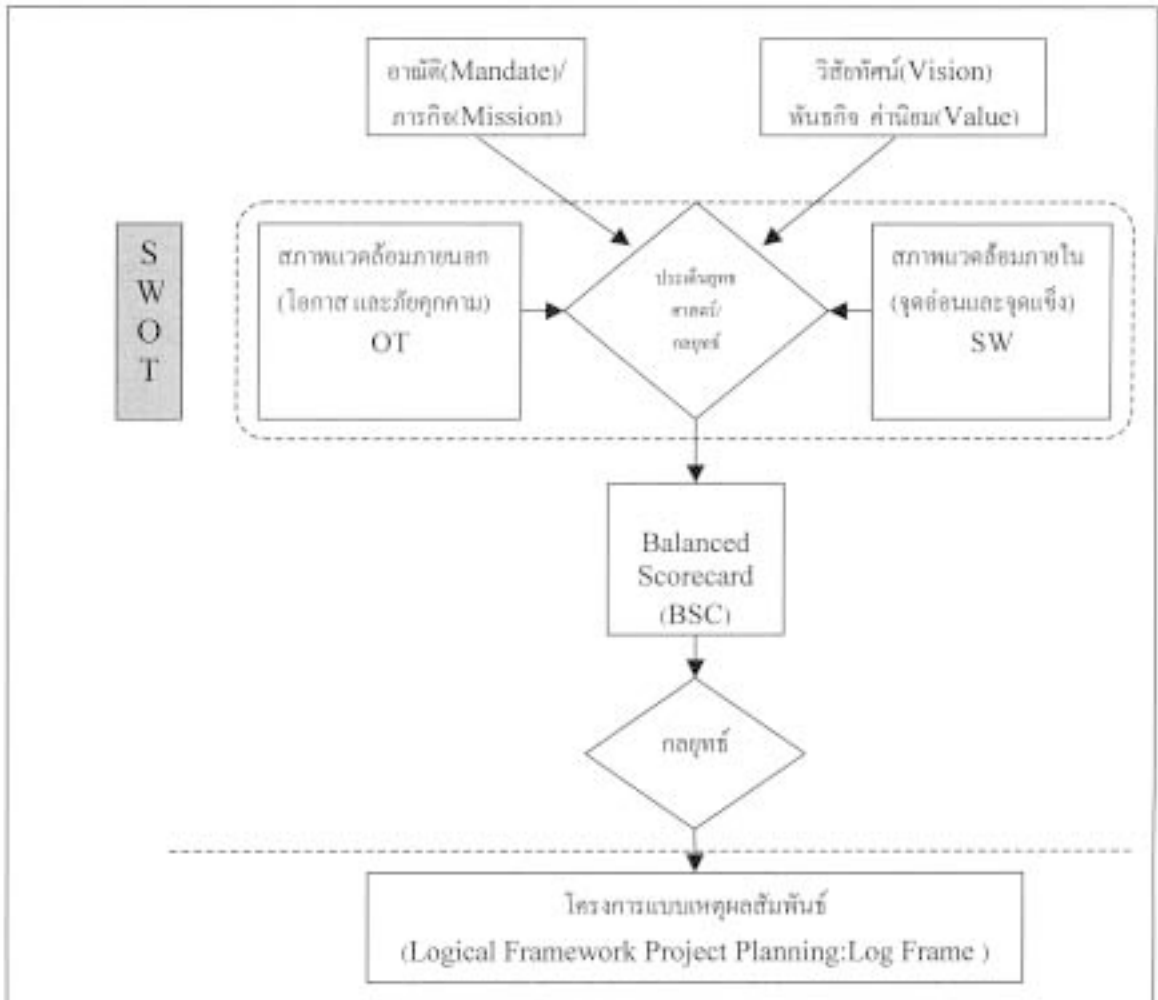 อาณัติ(Mandate)/
ภารกิจ(Mission)
วิสัยทัศน์(Vision)
พันธกิจ ค่านิยม(Value)
S
W
O
T
สภาพแวดล้อมภายนอก
(โอกาส และภัยคุกคาม)
OT
ประเด็นยุทธ
ศาสตร์/
กลยุทธ์
สภาพแวดล้อมภายใน
(จุดอ่อนและจุดแข็ง)
SW
Balanced
Scorecard
(BSC)
กลยุทธ์
โครงการแบบเหตุผลสัมพันธ์
(Logical Framework Project Planning:Log Frame )